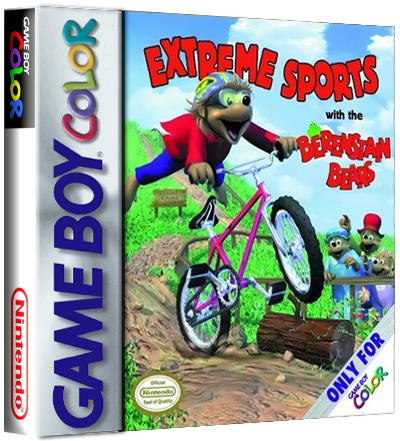 GAME BOY
COLOR
Nintendo
GAME BOY COLOR
EXTREME SPORTS
with the
BERENSTAIN
BEARS
Official
Nintendo
Seal of Quality
ONLY FOR
GAME BOY
COLOR